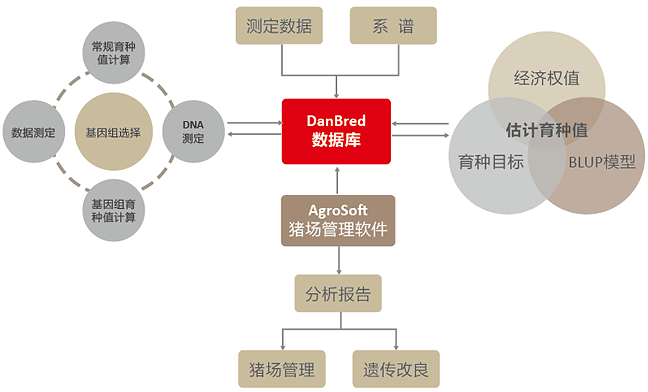 测定数据
系 谱
常规育种
值计算
数据测定
基因组选择
DNA
测定
基因组育
种值计算
DanBred
数据库
经济权值
估计育种值
育种目标
BLUP模型
AgroSoft
猪场管理软件
分析报告
猪场管理
遗传改良